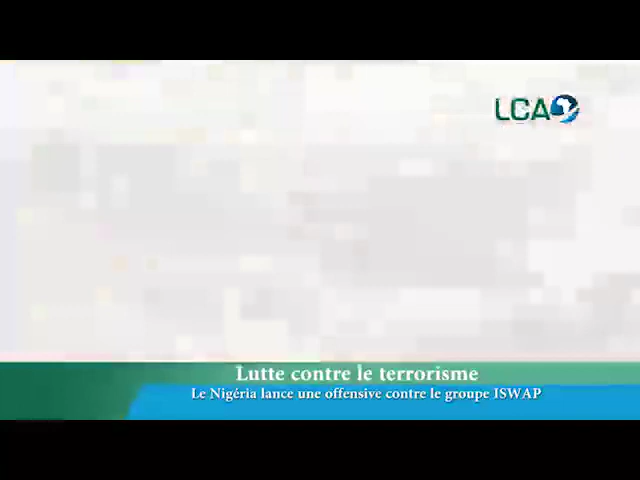 LCA
Lutte contre le terrorisme
Le Nigéria lance une offensive contre le groupe ISWAP